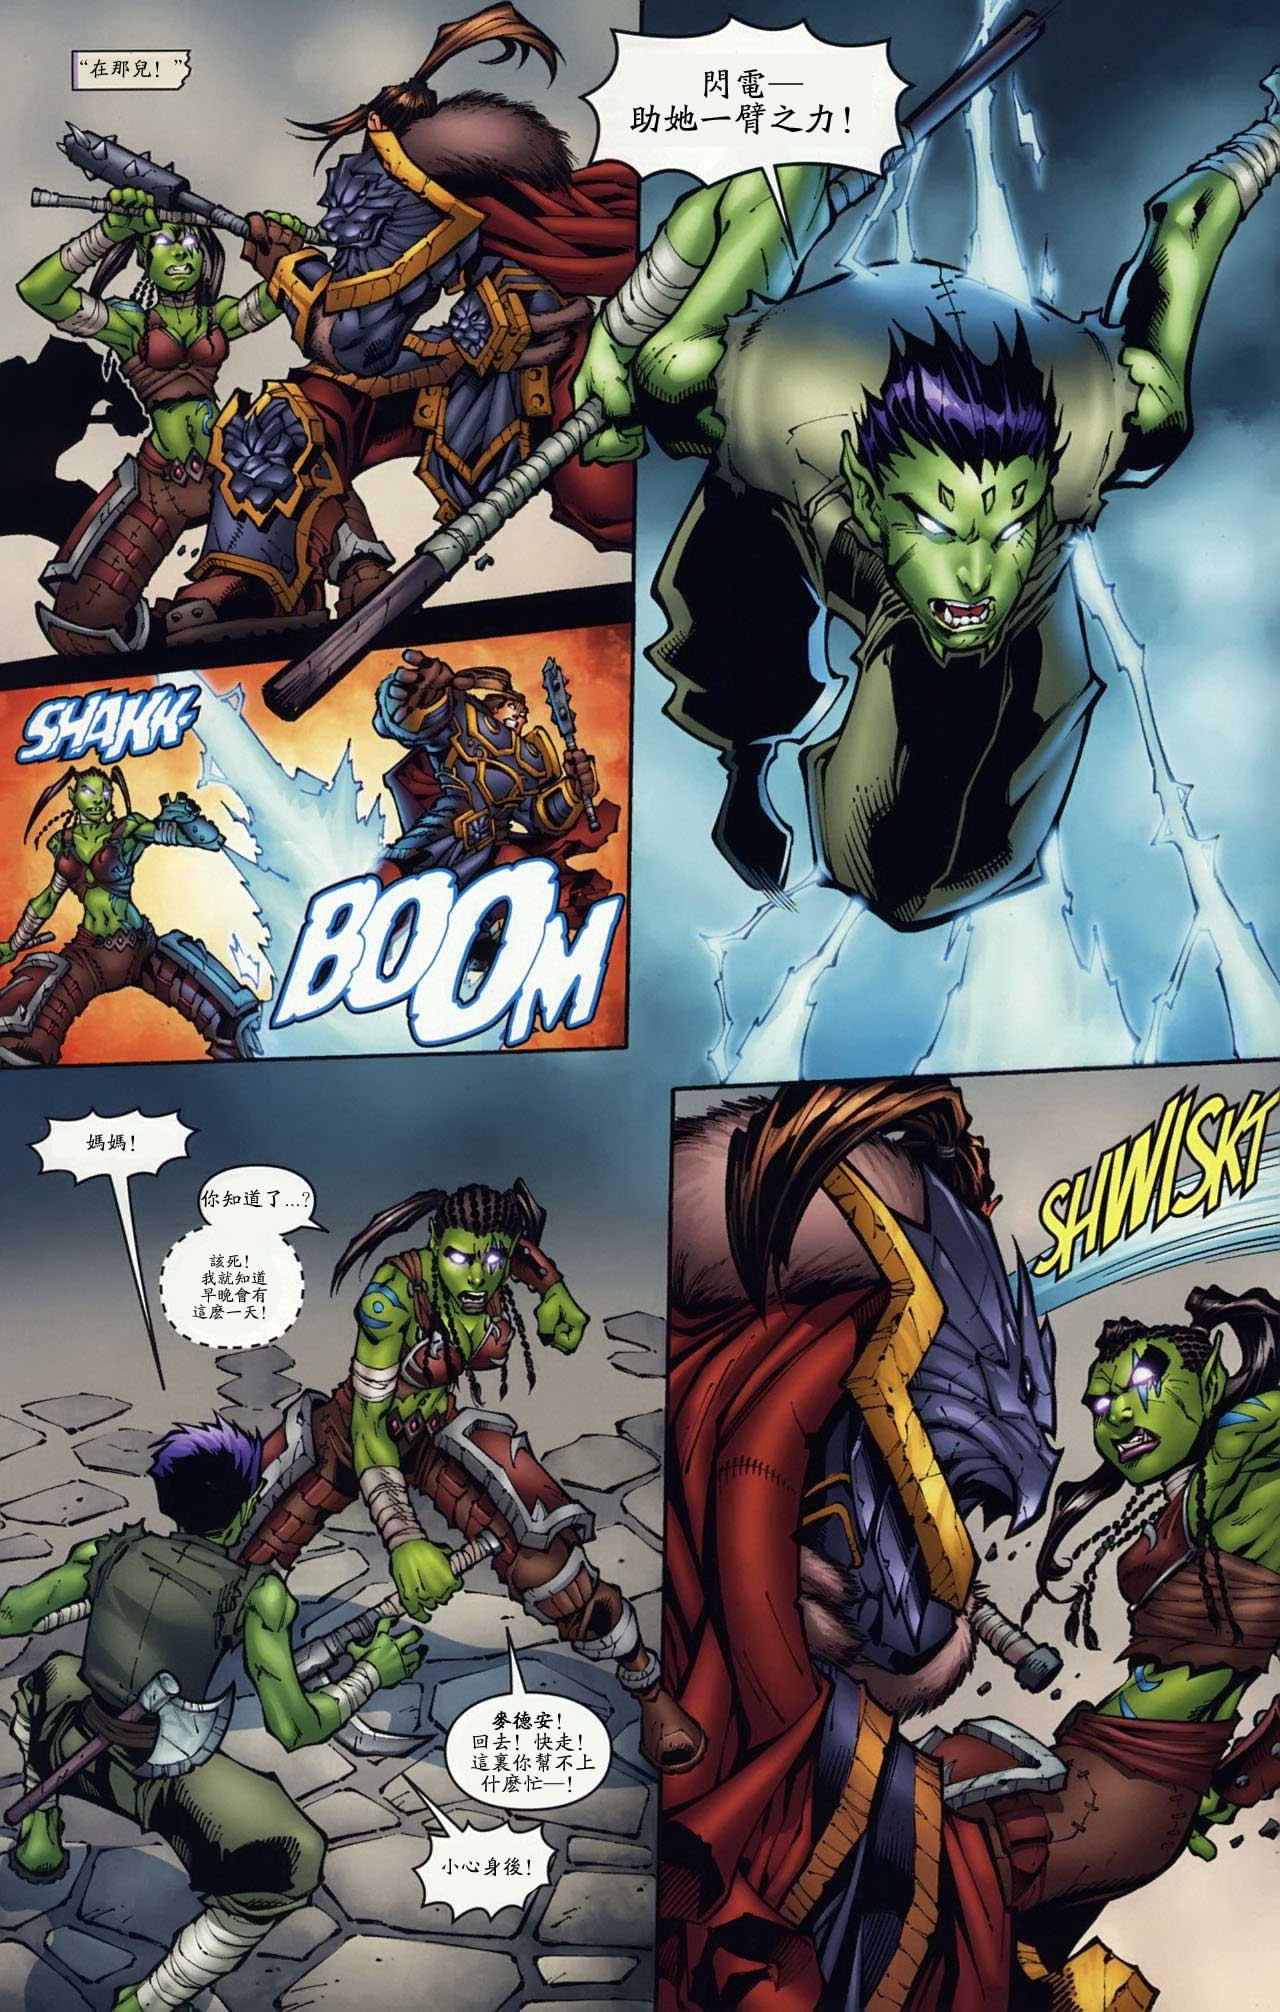 “在那兒！”
閃電—
助她一臂之力！
SHAKK-
BOOM
媽媽！
你知道了...？
該死！
我就知道
早晚會有
這麼一天！
麥德安！
回去！快走！
這裏你幫不上
什麼忙—！
小心身後！
SHWISKT